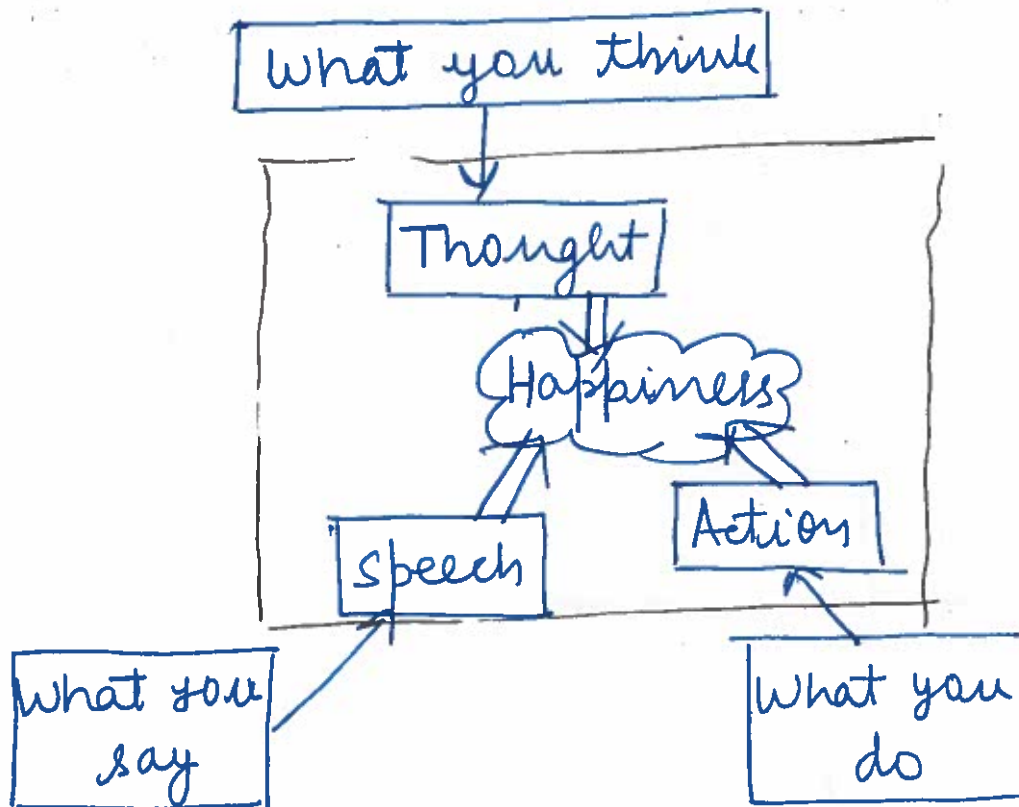 What you think
Thought
Happiness
Speech
Action
What you
say
What you
do